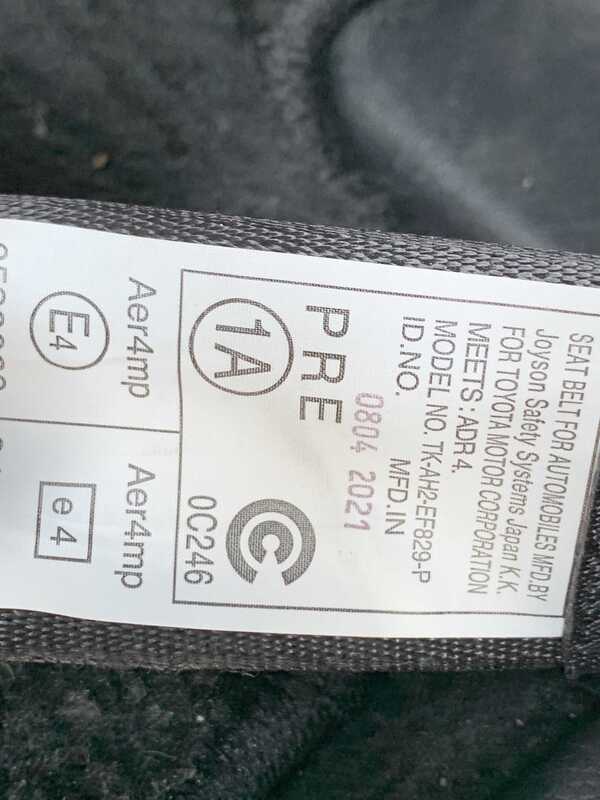 SEAT BELT FOR AUTOMOBILES MFD.BY
Joyson Safety Systems Japan K.K.
FOR TOYOTA MOTOR CORPORATION
MEETS : ADR 4.
MODEL NO. TK-AH2-EF829-P
ID.NO. MFD.IN
0804 2021
PRE
1A
0C246
Aer4mp Aer4mp
E4 e4